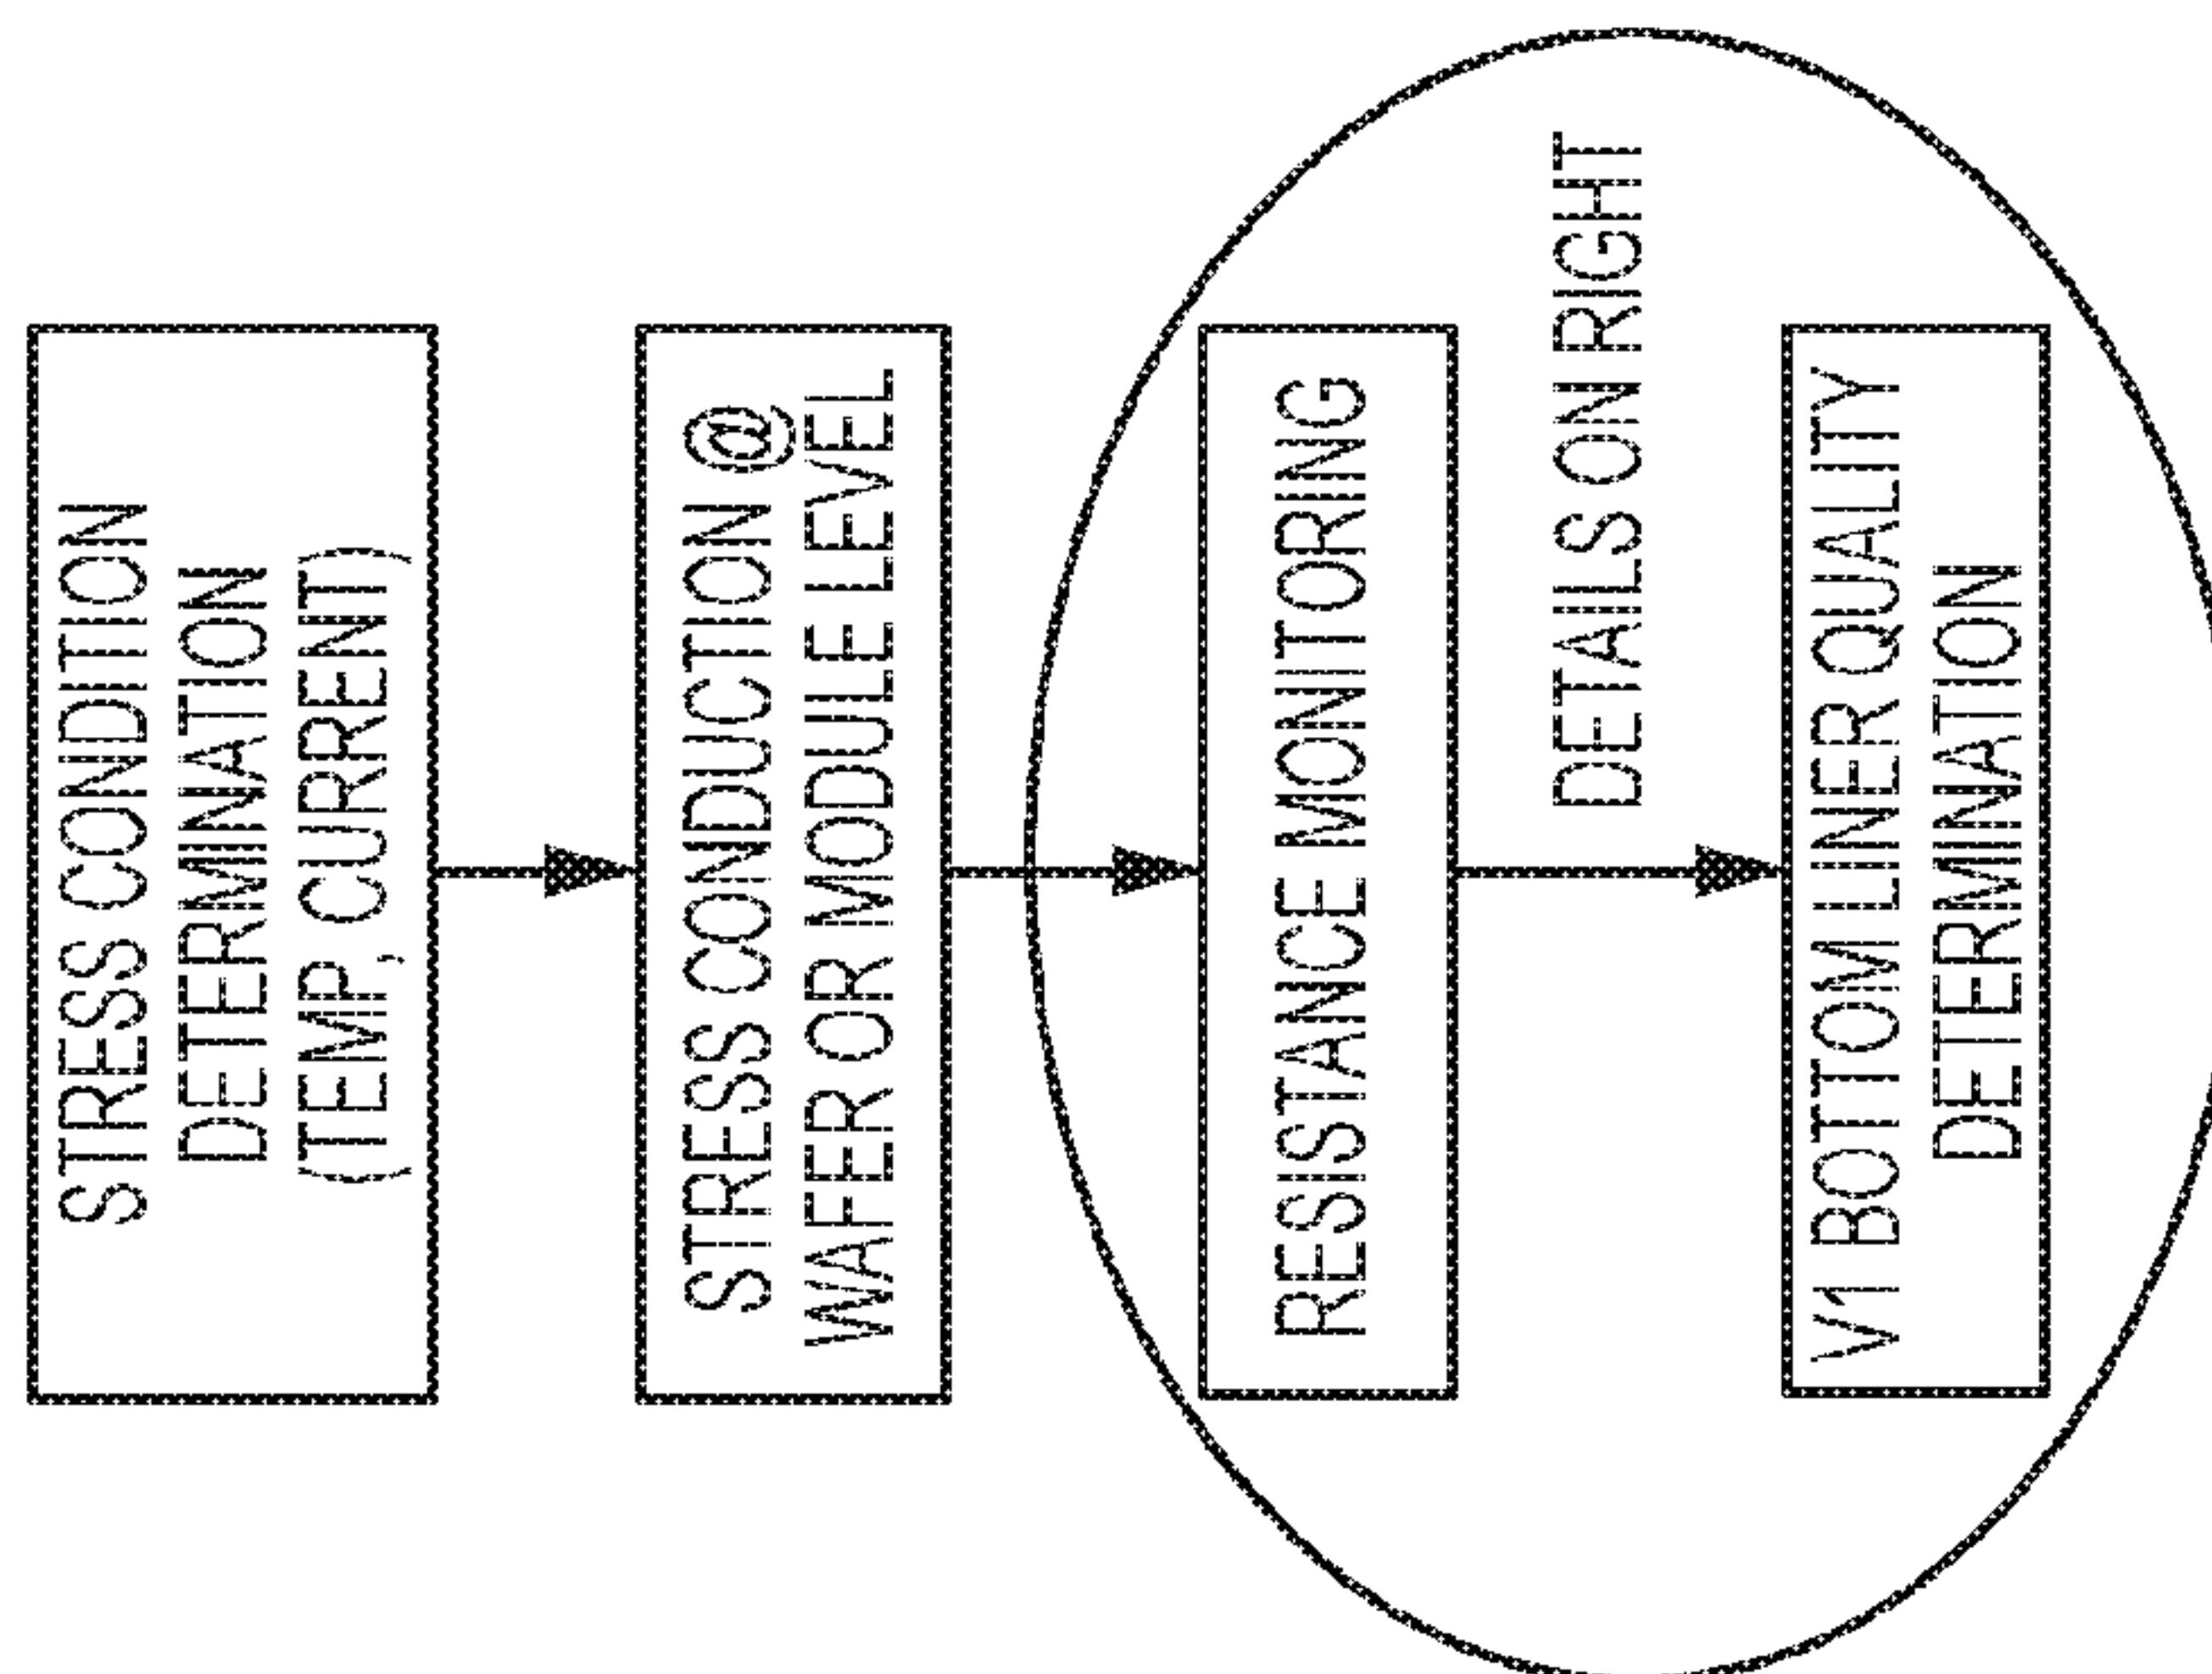 STRESS CONDITION
DETERMINATION
(TEMP, CURRENT)
STRESS CONDUCTION @
WAFER OR MODULE LEVEL
RESISTANCE MONITORING
DETAILS ON RIGHT
V1 BOTTOM LINER QUALITY
DETERMINATION